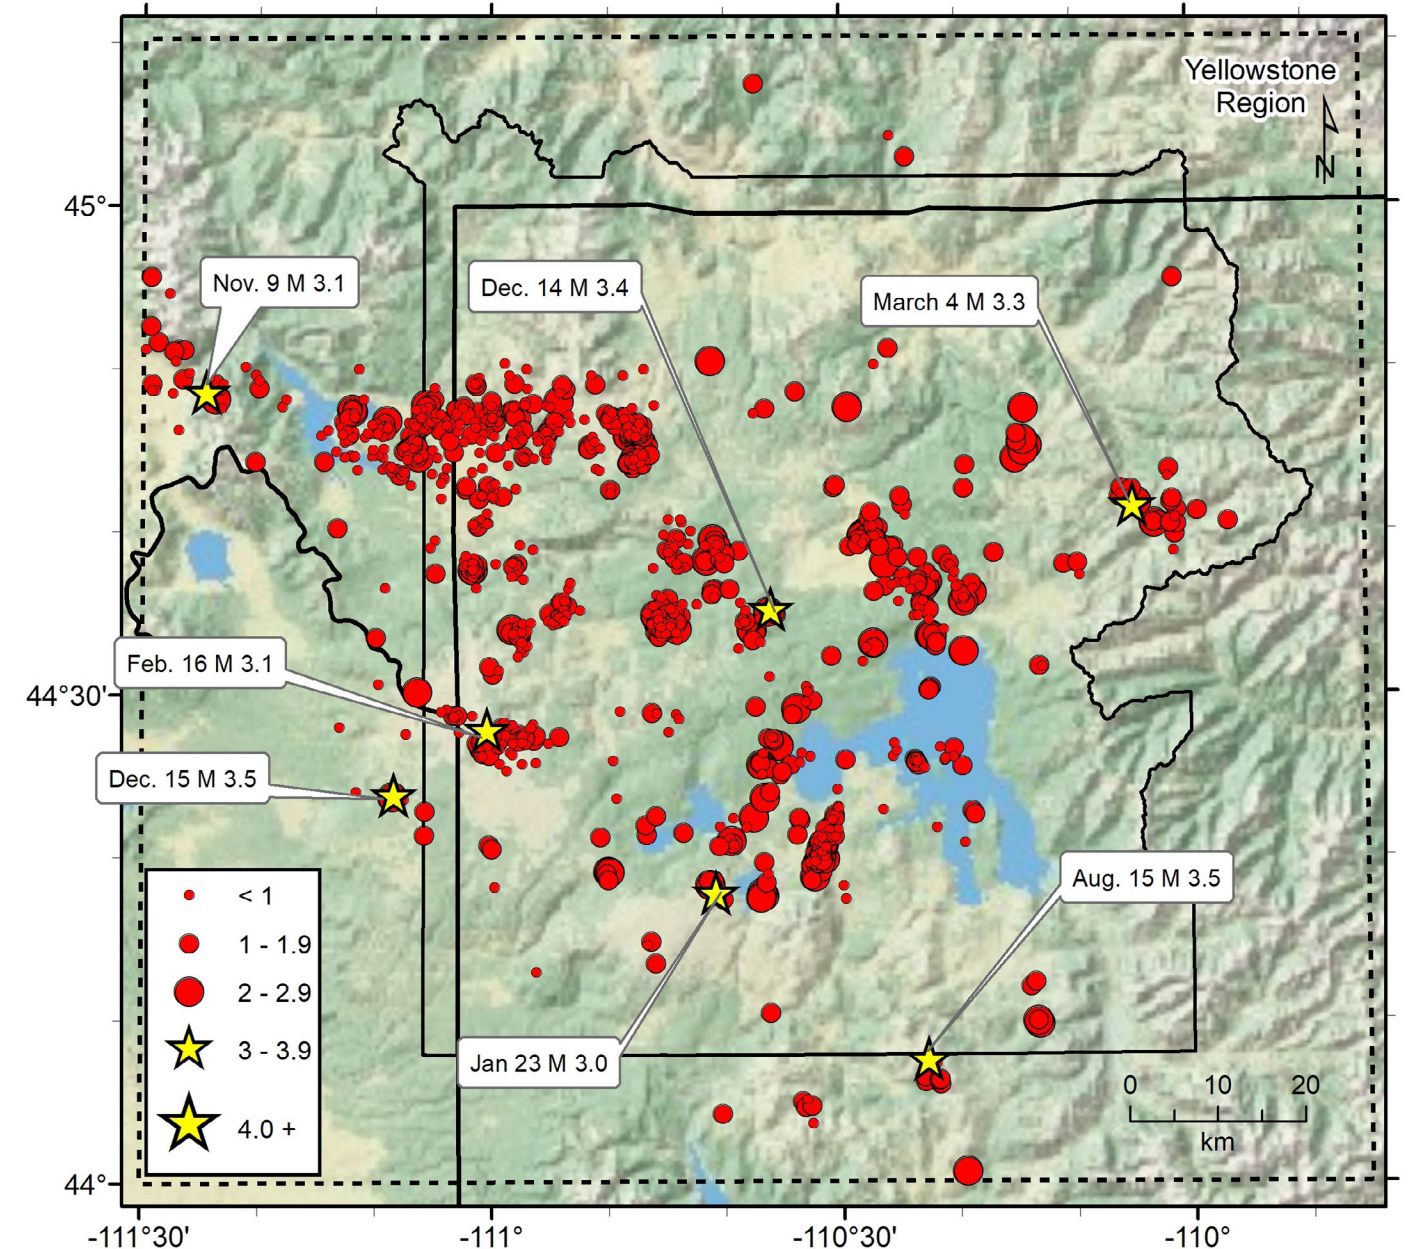 Yellowstone
Region
N
45°
Nov. 9 M 3.1
Dec. 14 M 3.4
March 4 M 3.3
Feb. 16 M 3.1
44°30'
Dec. 15 M 3.5
Aug. 15 M 3.5
< 1
1 - 1.9
2 - 2.9
3 - 3.9
4.0 +
Jan 23 M 3.0
0 10 20
km
44°
-111°30' -111° -110°30' -110°